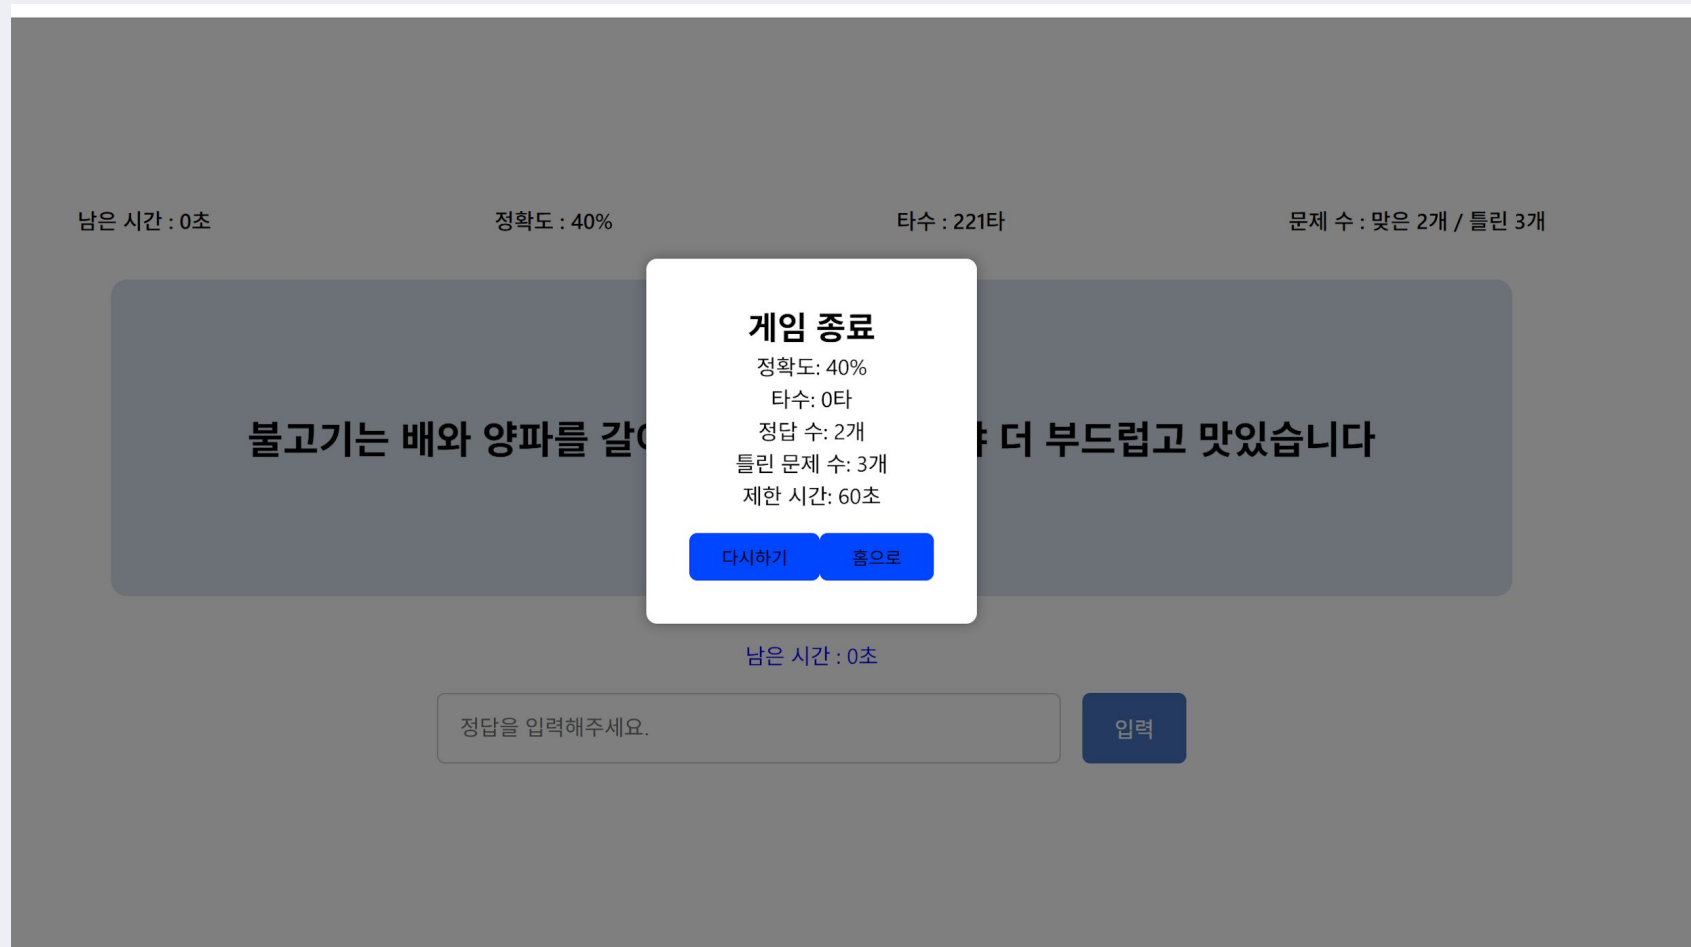 남은 시간 : 0초
정확도 : 40%
타수 : 221타
문제 수 : 맞은 2개 / 틀린 3개
게임 종료
정확도: 40%
타수: 0타
정답 수: 2개
틀린 문제 수: 3개
제한 시간: 60초
다시하기
홈으로
불고기는 배와 양파를 더 부드럽고 맛있습니다
남은 시간 : 0초
정답을 입력해주세요.
입력